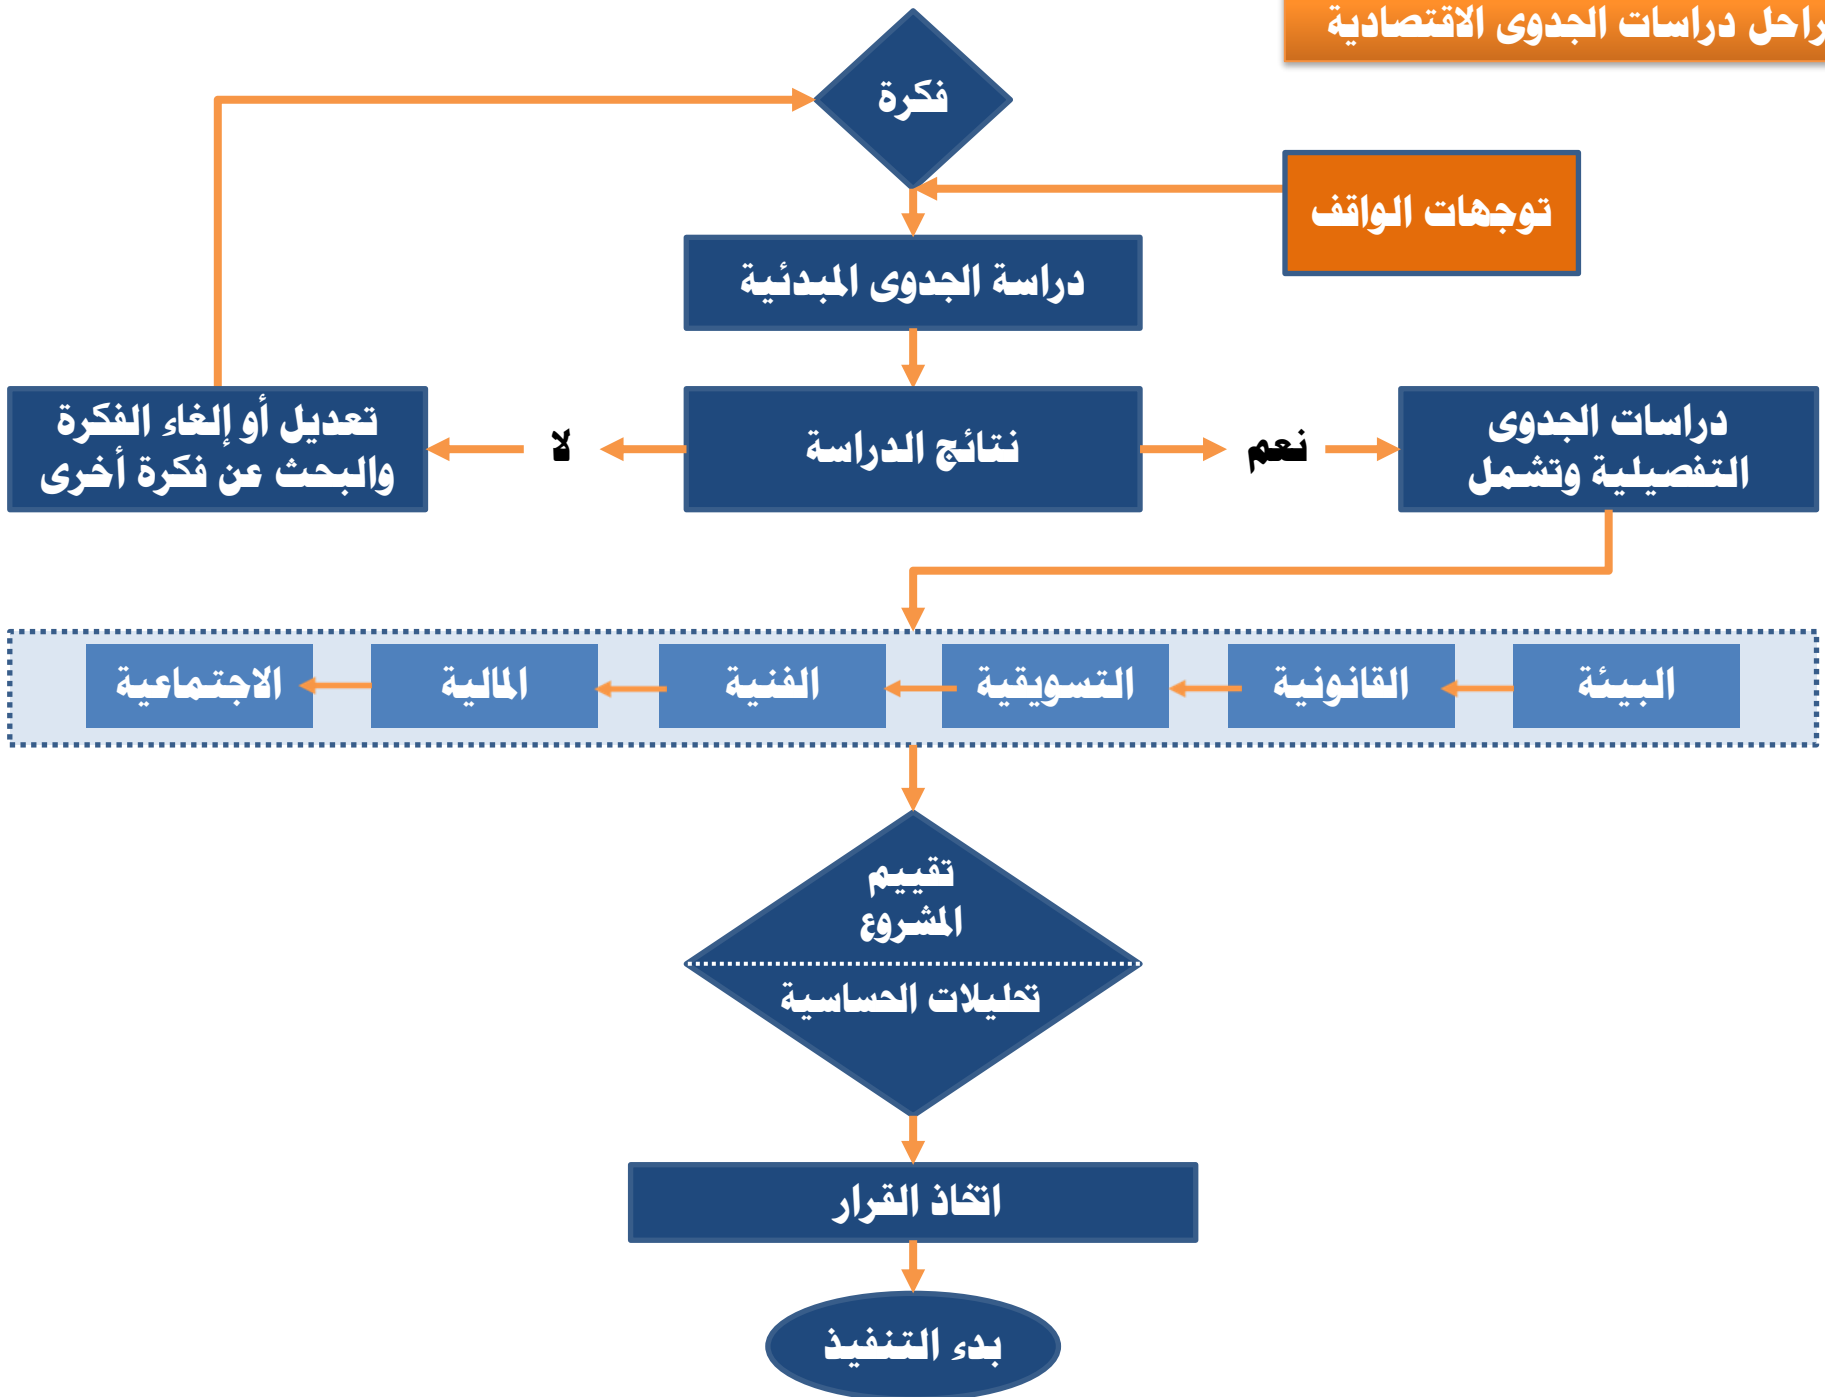 راحل دراسات الجدوى الاقتصادية
فكرة
توجهات الواقف
دراسة الجدوى المبدئية
نتائج الدراسة
نعم
دراسات الجدوى
التفصيلية وتشمل
لا
تعديل أو إلغاء الفكرة
والبحث عن فكرة أخرى
البيئة
القانونية
التسويقية
الفنية
المالية
الاجتماعية
تقييم
المشروع
تحليلات الحساسية
اتخاذ القرار
بدء التنفيذ